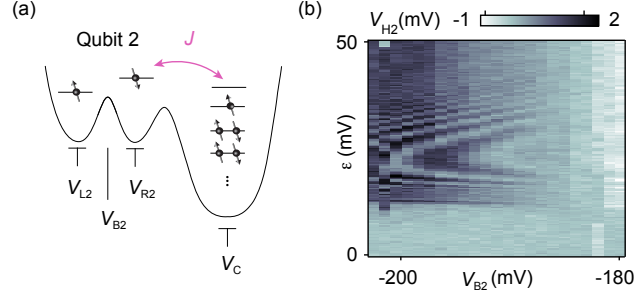 (a)
Qubit 2
J
V_L2
V_B2
V_R2
...
V_C
(b)
V_H2(mV) -1 2
50
ε (mV)
0
-200 V_B2 (mV) -180